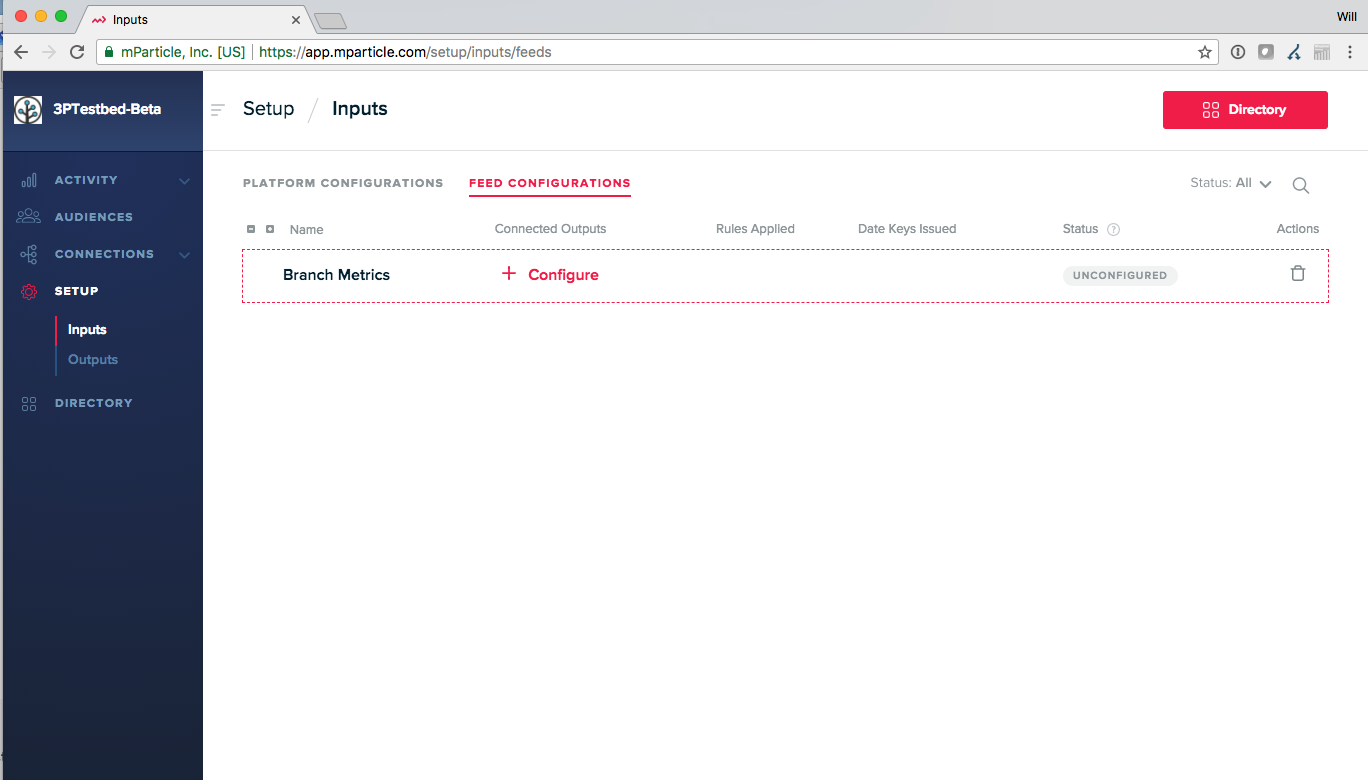 Inputs
Will
mParticle, Inc. [US] https://app.mparticle.com/setup/inputs/feeds
3PTestbed-Beta
Setup / Inputs
Directory
ACTIVITY
AUDIENCES
CONNECTIONS
SETUP
Inputs
Outputs
DIRECTORY
PLATFORM CONFIGURATIONS FEED CONFIGURATIONS Status: All
Name Connected Outputs Rules Applied Date Keys Issued Status ? Actions
Branch Metrics + Configure UNCONFIGURED